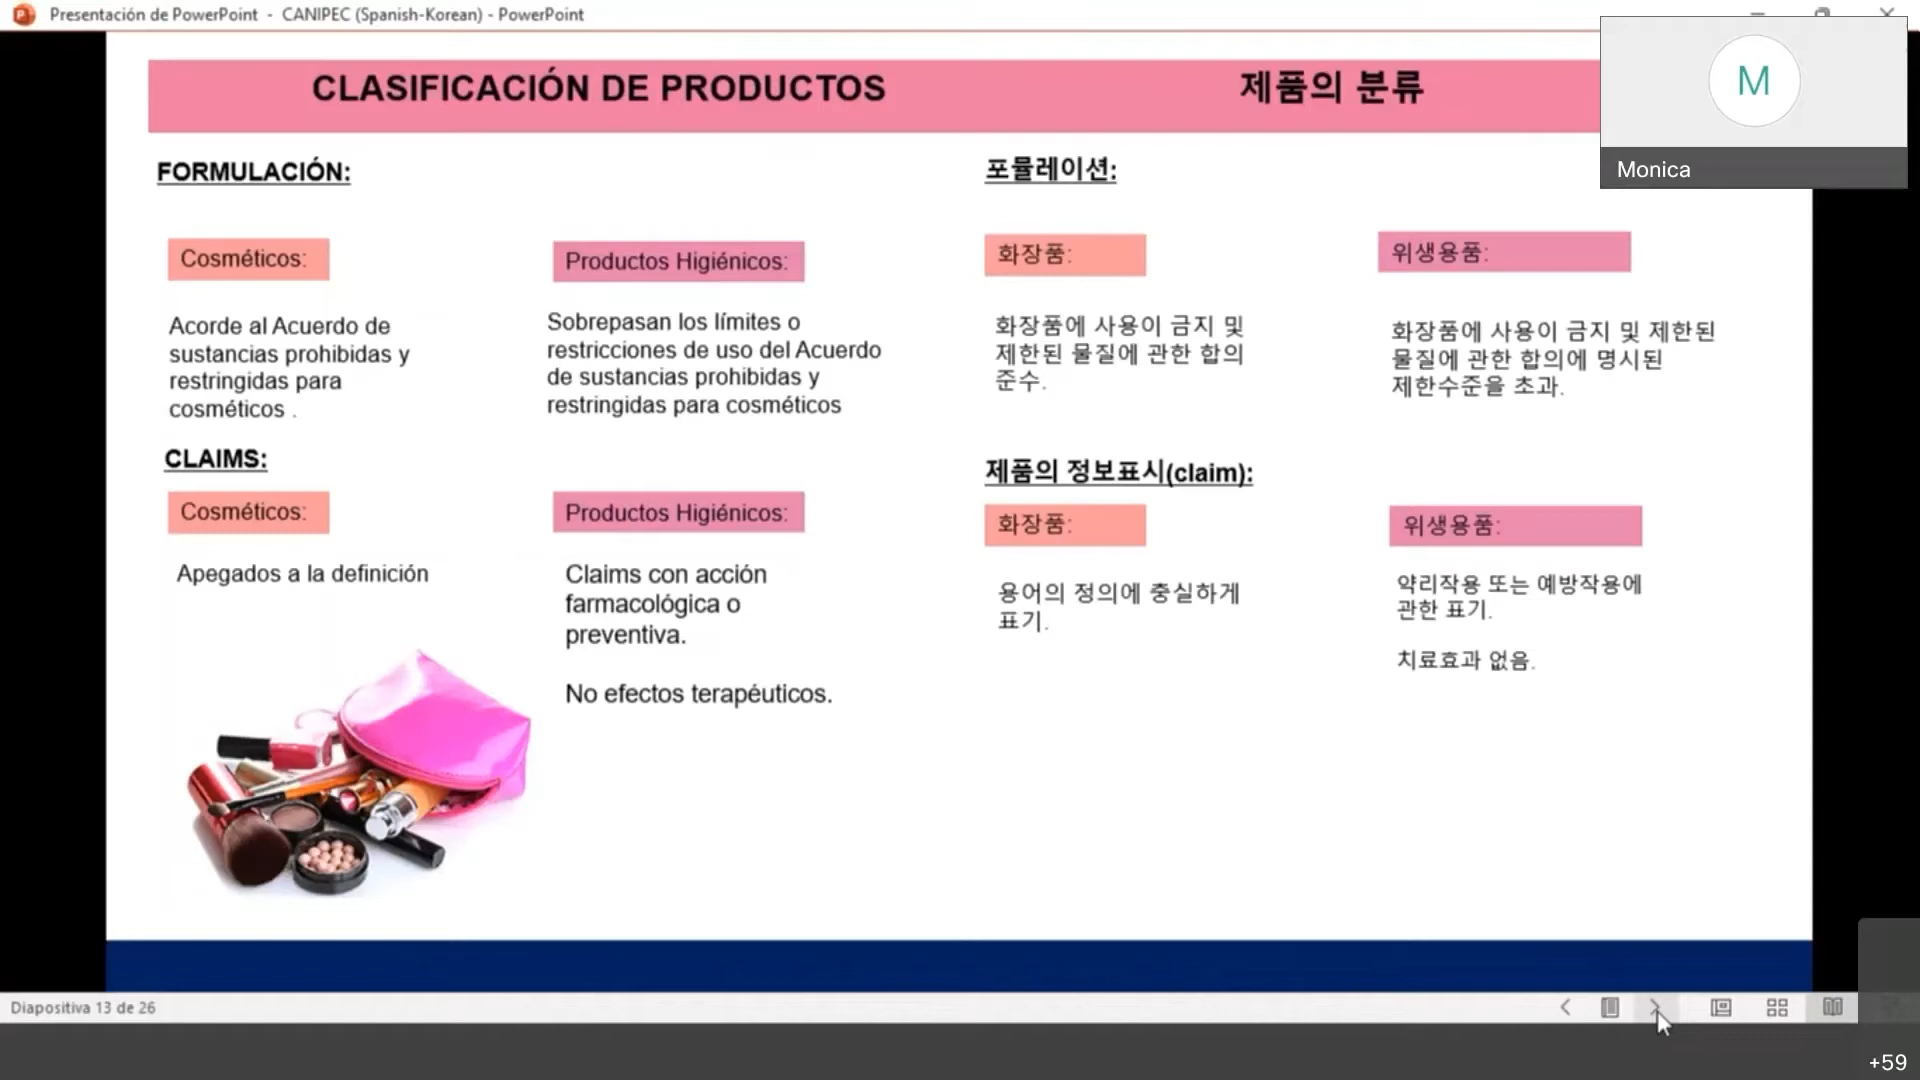 Presentación de PowerPoint - CANIPEC (Spanish-Korean) - PowerPoint
M
Monica
CLASIFICACIÓN DE PRODUCTOS
제품의 분류
FORMULACIÓN:
Cosméticos:
Acorde al Acuerdo de
sustancias prohibidas y
restringidas para
cosméticos .
Productos Higiénicos:
Sobrepasan los límites o
restricciones de uso del Acuerdo
de sustancias prohibidas y
restringidas para cosméticos
CLAIMS:
Cosméticos:
Apegados a la definición
Productos Higiénicos:
Claims con acción
farmacológica o
preventiva.
No efectos terapéuticos.
포뮬레이션:
화장품:
화장품에 사용이 금지 및
제한된 물질에 관한 합의
준수.
위생용품:
화장품에 사용이 금지 및 제한된
물질에 관한 합의에 명시된
제한수준을 초과.
제품의 정보표시(claim):
화장품:
용어의 정의에 충실하게
표기.
위생용품:
약리작용 또는 예방작용에
관한 표기.
치료효과 없음.
Diapositiva 13 de 26
+59